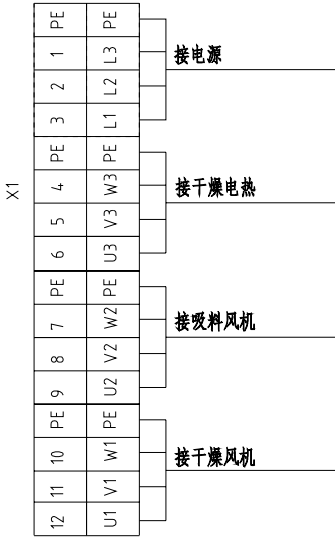 X1
PE PE
1 L3
2 L2
3 L1
接电源
PE PE
4 W3
5 V3
6 U3
接干燥电热
PE PE
7 W2
8 V2
9 U2
接吸料风机
PE PE
10 W1
11 V1
12 U1
接干燥风机